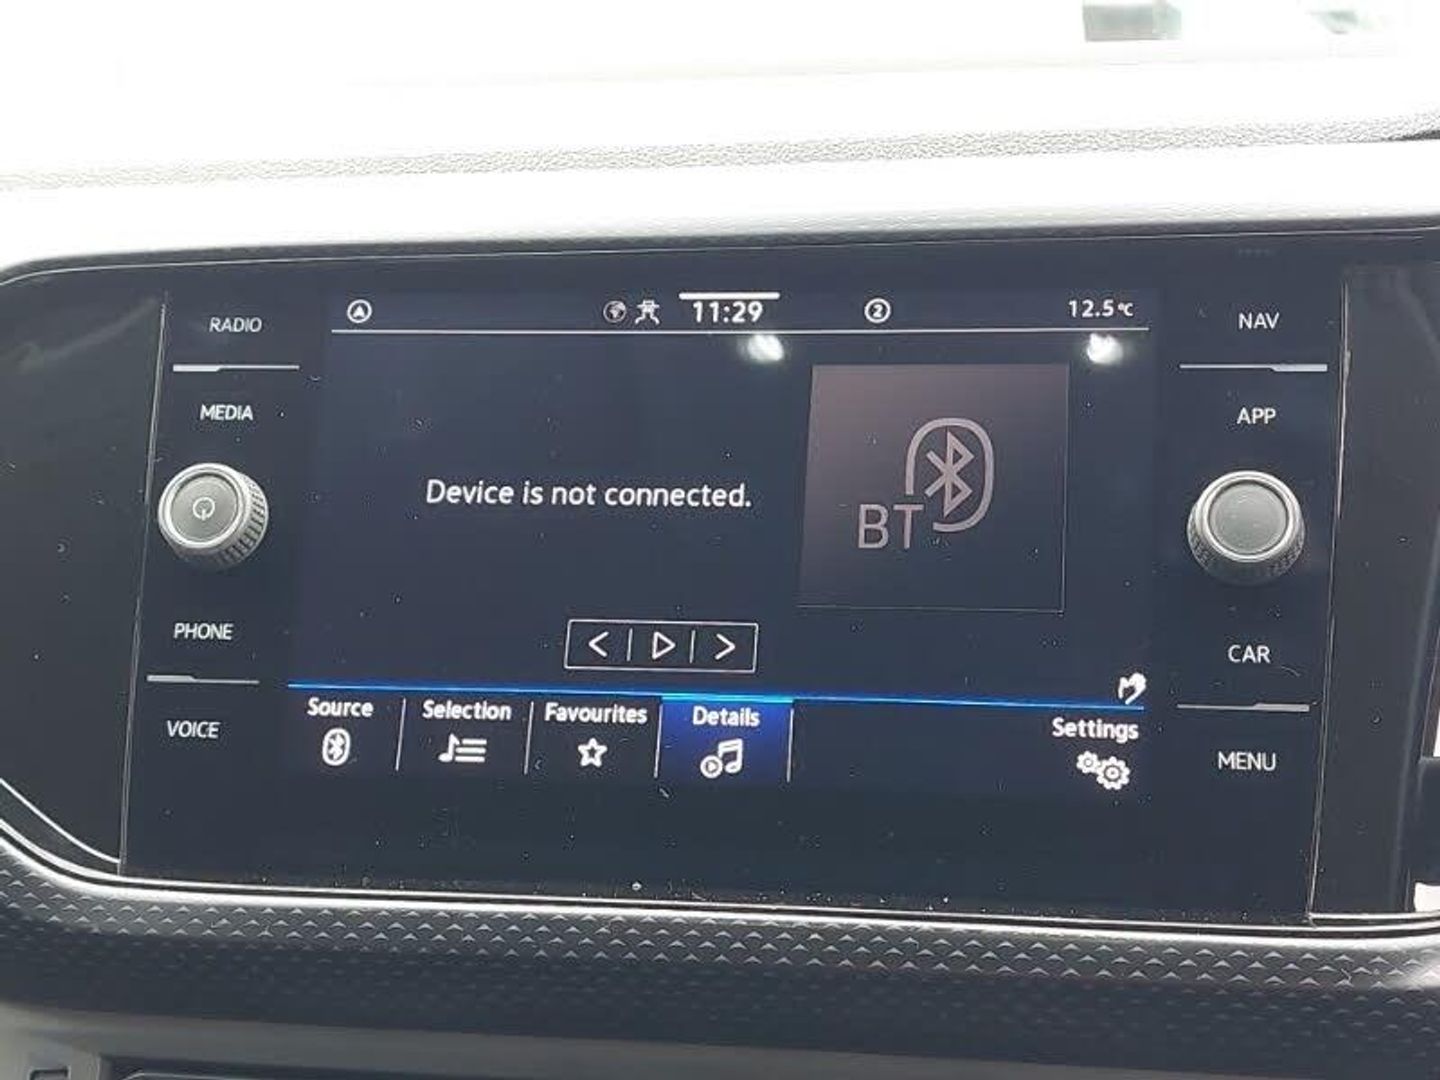 RADIO
MEDIA
PHONE
VOICE
11:29
2
12.5°C
Device is not connected.
BT
Source
Selection
Favourites
Details
Settings
NAV
APP
CAR
MENU